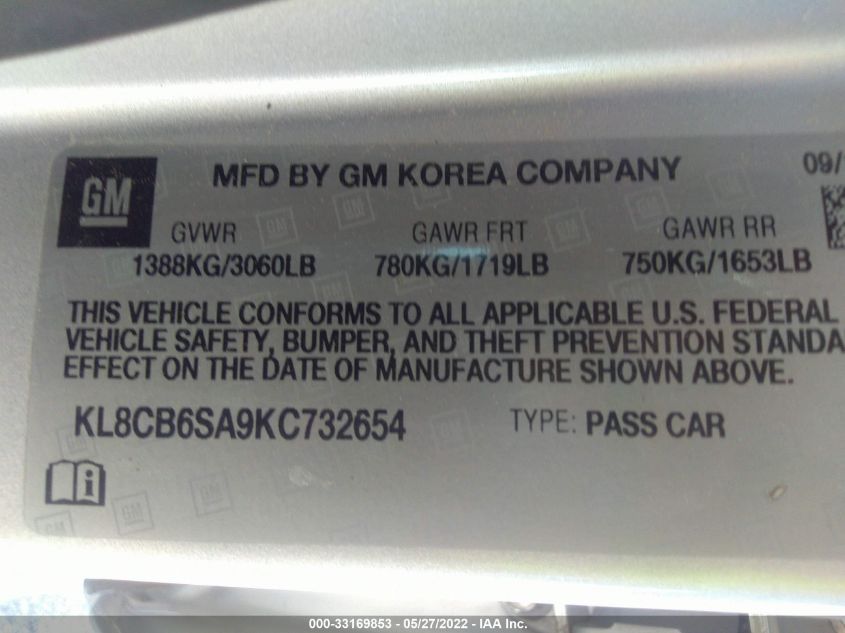 GM
MFD BY GM KOREA COMPANY
09/
GVWR
GAWR FRT
GAWR RR
1388KG/3060LB
780KG/1719LB
750KG/1653LB
THIS VEHICLE CONFORMS TO ALL APPLICABLE U.S. FEDERAL
VEHICLE SAFETY, BUMPER, AND THEFT PREVENTION STANDA
EFFECT ON THE DATE OF MANUFACTURE SHOWN ABOVE.
KL8CB6SA9KC732654
TYPE: PASS CAR
000-33169853 - 05/27/2022 - IAA Inc.